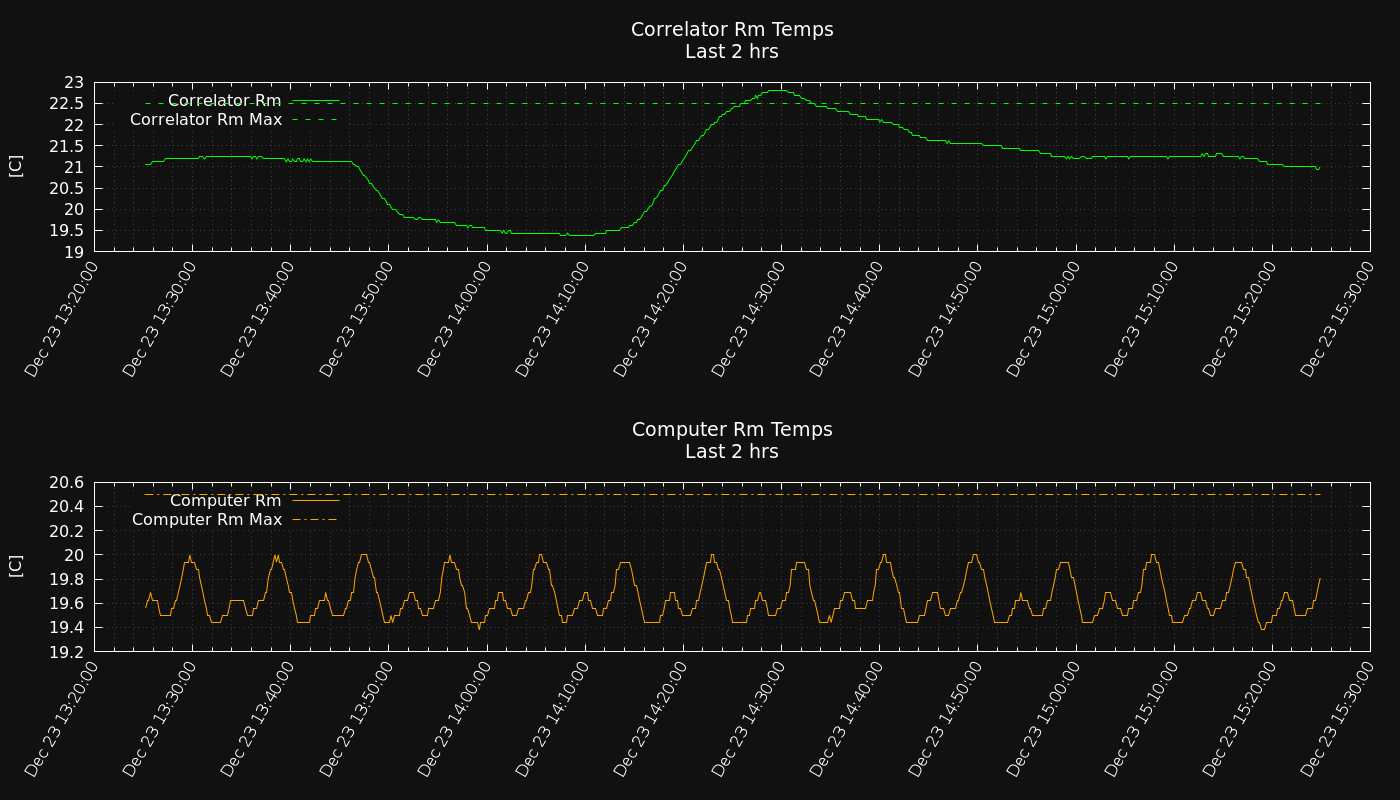 Correlator Rm Temps
Last 2 hrs
23
22.5
22
21.5
21
20.5
20
19.5
19
[C]
Correlator Rm
Correlator Rm Max
Dec 23 13:20:00
Dec 23 13:30:00
Dec 23 13:40:00
Dec 23 13:50:00
Dec 23 14:00:00
Dec 23 14:10:00
Dec 23 14:20:00
Dec 23 14:30:00
Dec 23 14:40:00
Dec 23 14:50:00
Dec 23 15:00:00
Dec 23 15:10:00
Dec 23 15:20:00
Dec 23 15:30:00
Computer Rm Temps
Last 2 hrs
20.6
20.4
20.2
20
19.8
19.6
19.4
19.2
[C]
Computer Rm
Computer Rm Max
Dec 23 13:20:00
Dec 23 13:30:00
Dec 23 13:40:00
Dec 23 13:50:00
Dec 23 14:00:00
Dec 23 14:10:00
Dec 23 14:20:00
Dec 23 14:30:00
Dec 23 14:40:00
Dec 23 14:50:00
Dec 23 15:00:00
Dec 23 15:10:00
Dec 23 15:20:00
Dec 23 15:30:00